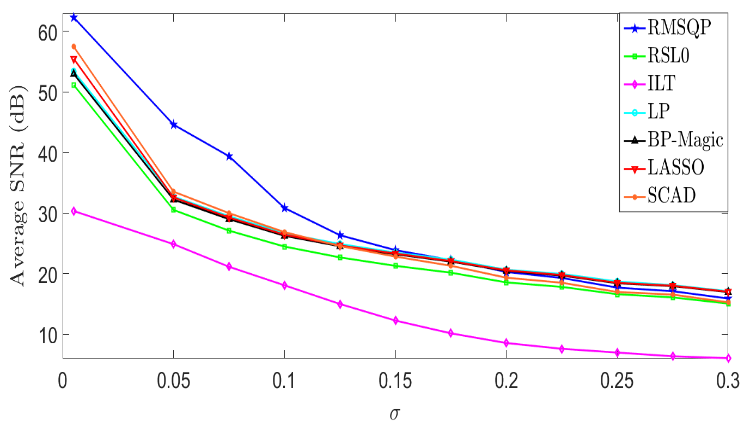 60
50
40
30
20
10
Average SNR (dB)
0
0.05
0.1
0.15
0.2
0.25
0.3
σ
RMSQP
RSL0
ILT
LP
BP-Magic
LASSO
SCAD